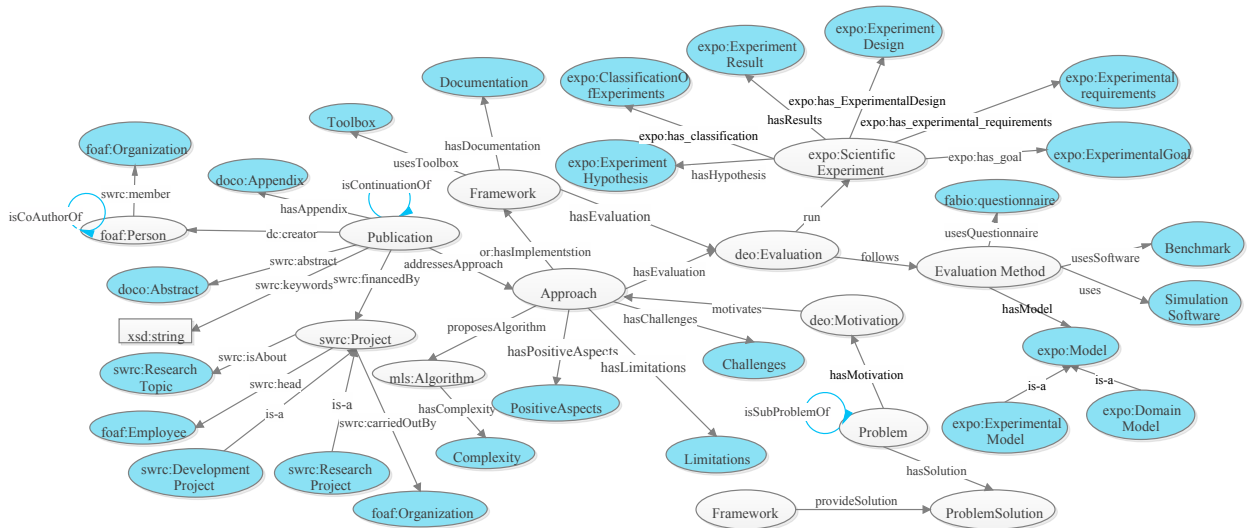 expo:Experiment
Design
expo:Experiment
Result
Documentation
expo:ClassificationO
fExperiments
expo:Experimental
requirements
expo:has_ExperimentalDesign
hasResults
Toolbox
expo:has_experimental_requirements
foaf:Organization
hasDocumentation
expo:has_classification
usesToolbox
expo:Scientific
Experiment
expo:has_goal
expo:ExperimentalGoal
expo:Experiment
Hypothesis
hasHypothesis
doco:Appendix
isContinuationOf
Framework
swrc:member
fabio:questionnaire
isCoAuthorOf
hasAppendix
hasEvaluation
run
foaf:Person
dc:creator
Publication
usesQuestionnaire
or:hasImplementstion
deo:Evaluation
follows
Evaluation Method
usesSoftware
Benchmark
swrc:abstract
addressesApproach
hasEvaluation
doco:Abstract
swrc:keywords
swrc:financedBy
Approach
uses
Simulation
Software
motivates
hasModel
deo:Motivation
hasChallenges
proposesAlgorithm
xsd:string
swrc:Project
hasPositiveAspects
expo:Model
swrc:isAbout
Challenges
hasLimitations
swrc:Research
Topic
mls:Algorithm
hasMotivation
swrc:head
is-a
is-a
hasComplexity
PositiveAspects
isSubProblemOf
is-a
is-a
foaf:Employee
swrc:carriedOutBy
expo:Experimental
Model
expo:Domain
Model
Problem
Complexity
Limitations
swrc:Development
Project
swrc:Research
Project
hasSolution
foaf:Organization
Framework
provideSolution
ProblemSolution